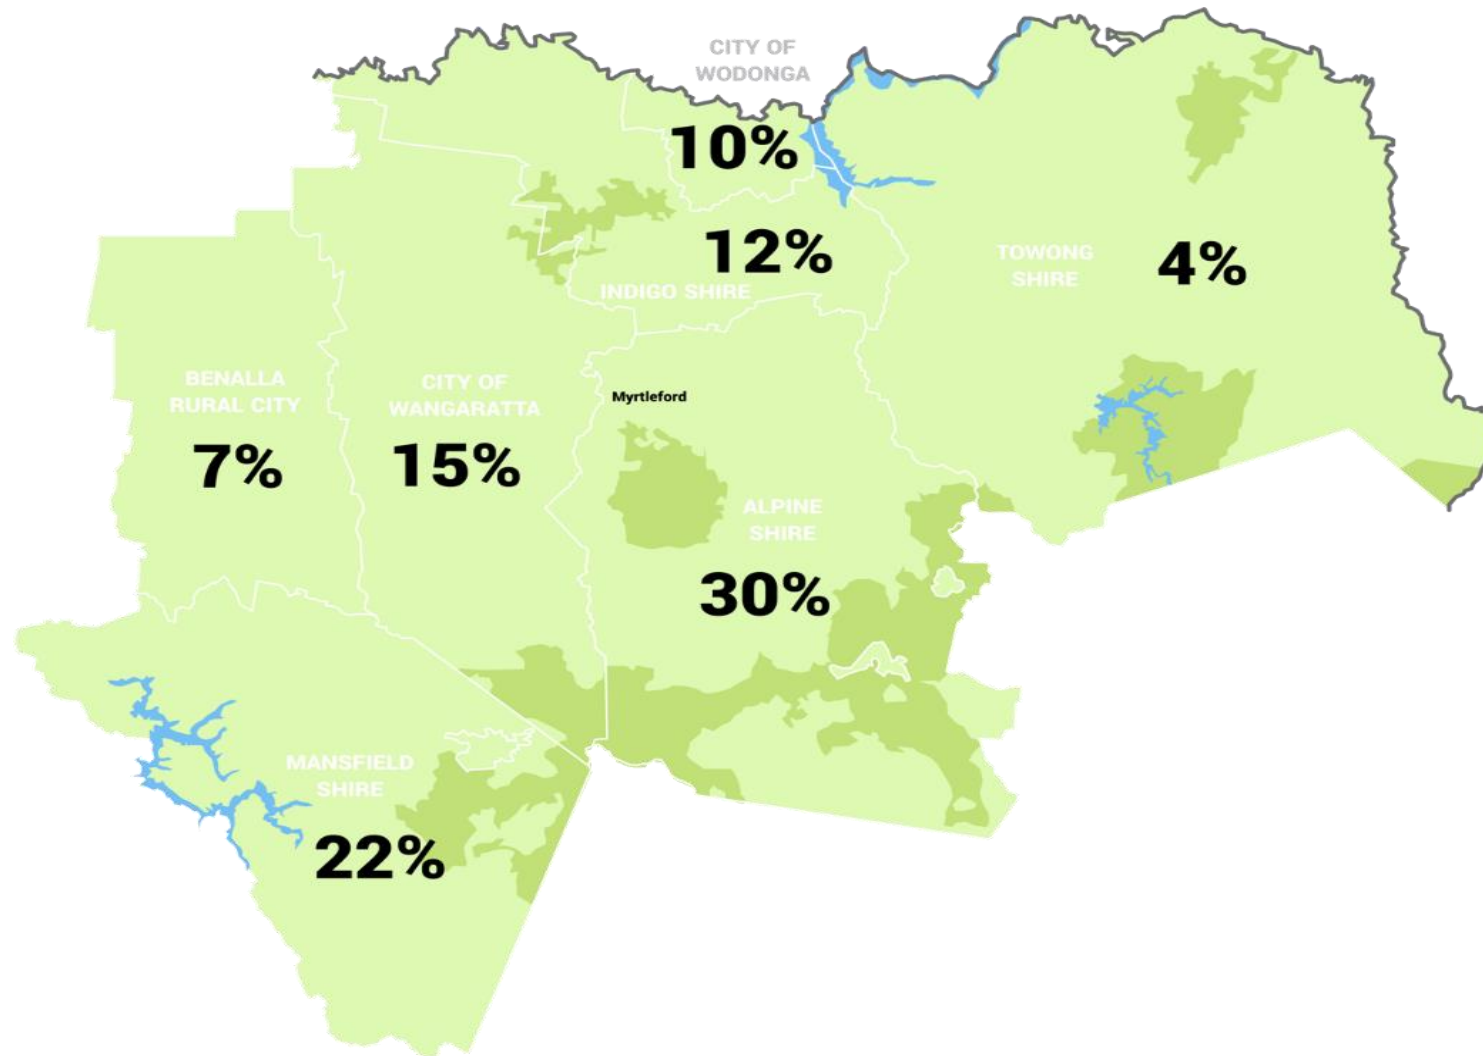 CITY OF
WODONGA
10%
12%
INDIGO SHIRE
TOWONG
SHIRE
4%
BENALLA
RURAL CITY
7%
CITY OF
WANGARATTA
15%
Myrtleford
ALPINE
SHIRE
30%
MANSFIELD
SHIRE
22%